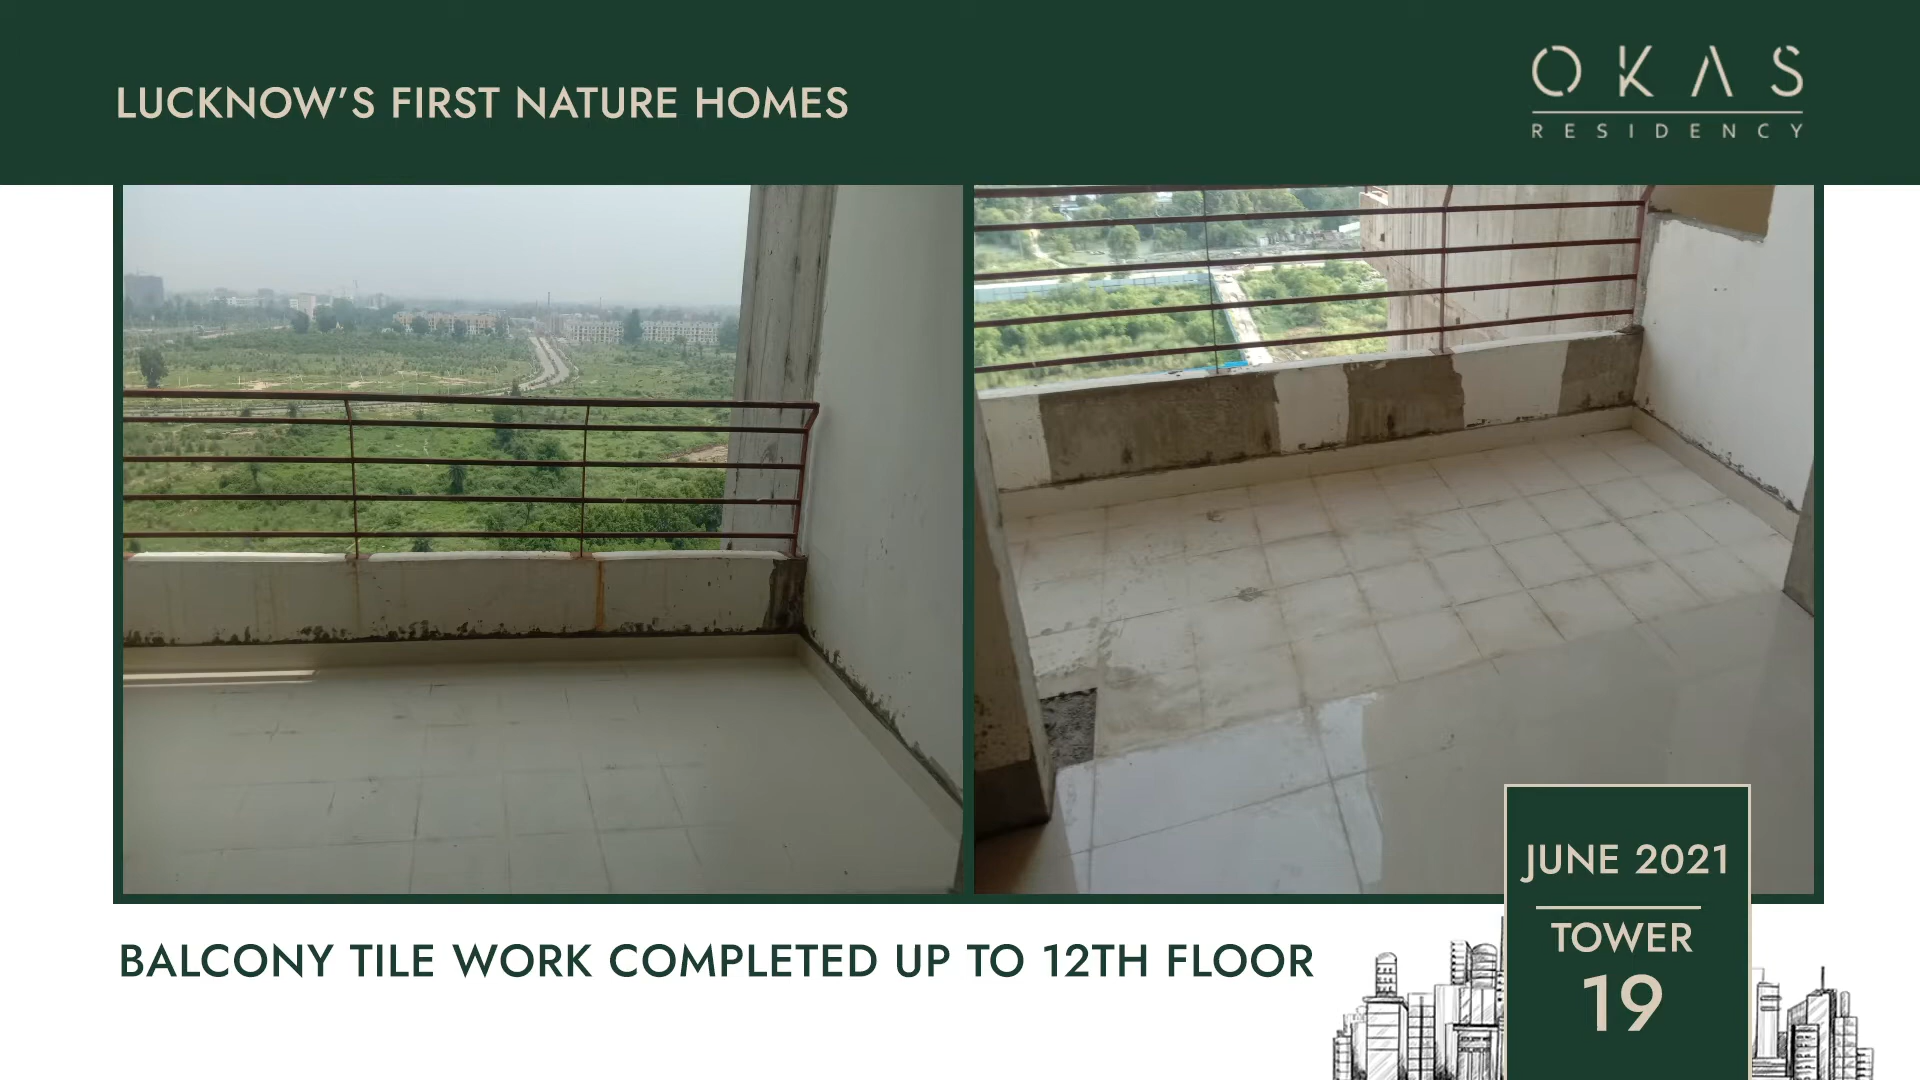 LUCKNOW'S FIRST NATURE HOMES
OKAS
RESIDENCY
BALCONY TILE WORK COMPLETED UP TO 12TH FLOOR
JUNE 2021
TOWER
19